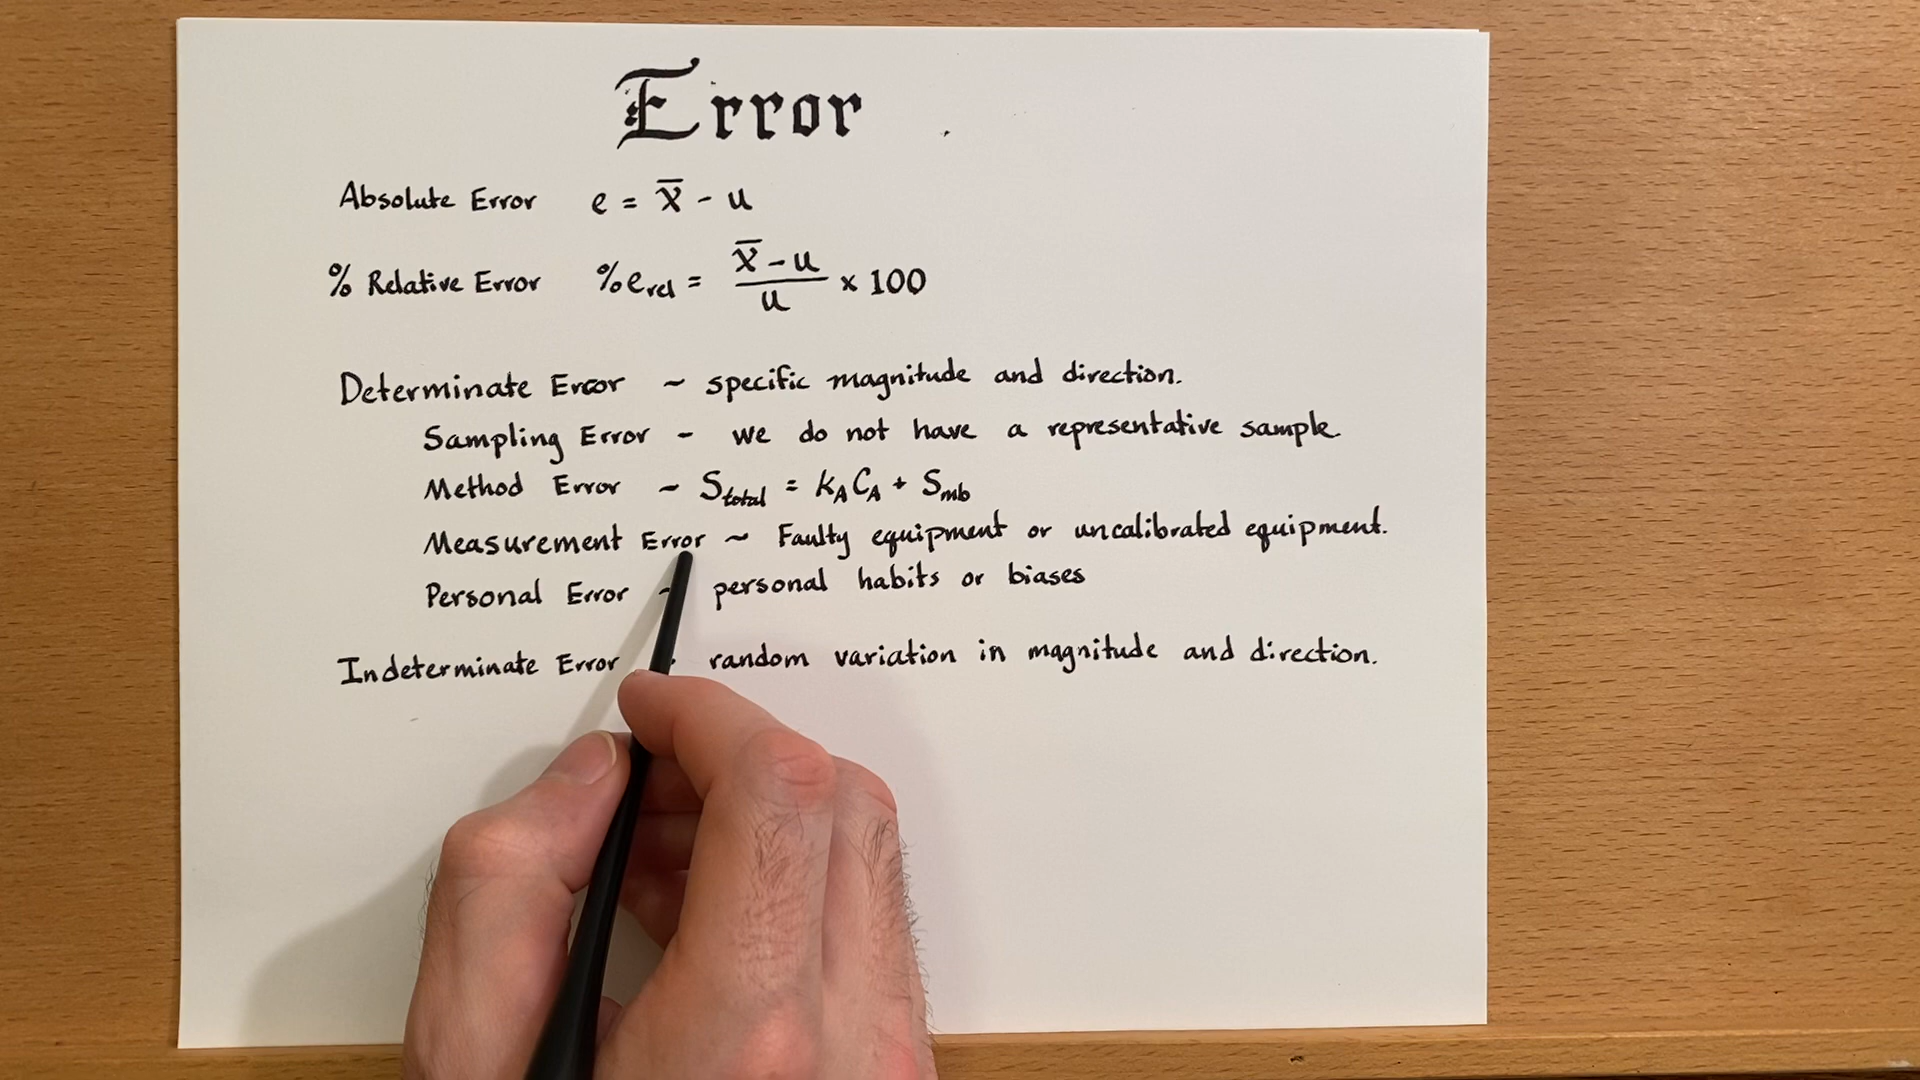 Error
Absolute Error e = x̄ - u
% Relative Error %e_rel = (x̄ - u)/u x 100
Determinate Error ~ specific magnitude and direction.
Sampling Error - we do not have a representative sample.
Method Error ~ S_total = k_A C_A + S_mb
Measurement Error ~ Faulty equipment or uncalibrated equipment.
Personal Error ~ personal habits or biases
Indeterminate Error random variation in magnitude and direction.